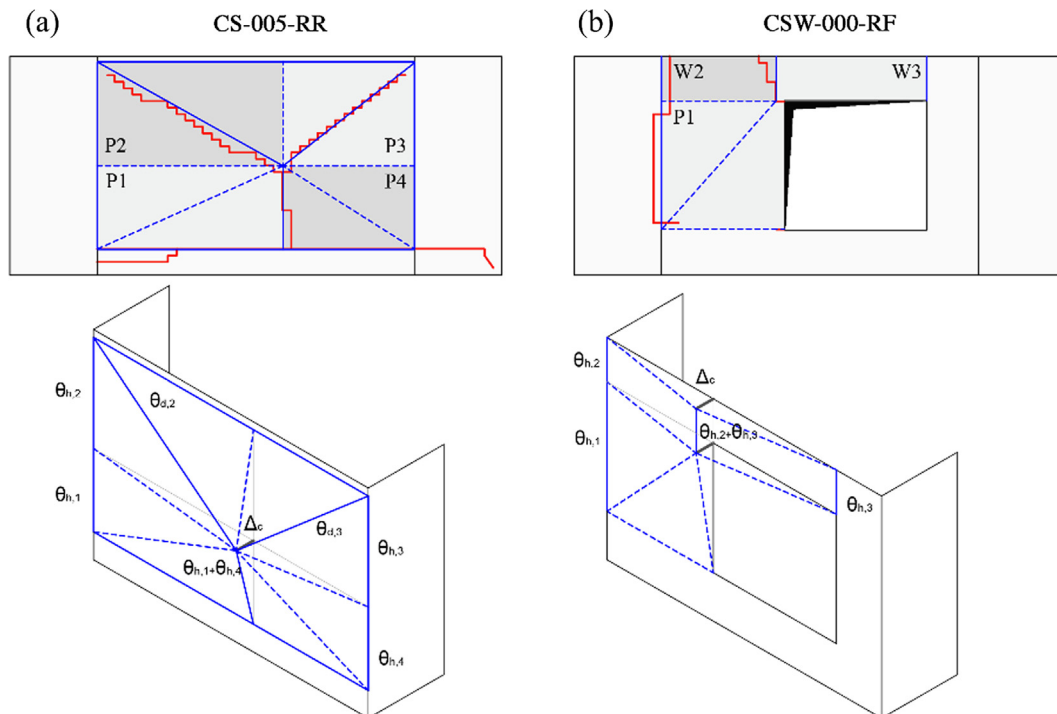 (a) CS-005-RR
P2
P3
P1
P4
θh,2
θd,2
θh,1
Δc
θd,3
θh,3
θh,1+θh,4
θh,4
(b) CSW-000-RF
W2
W3
P1
θh,2
Δc
θh,2+θh,3
θh,1
θh,3